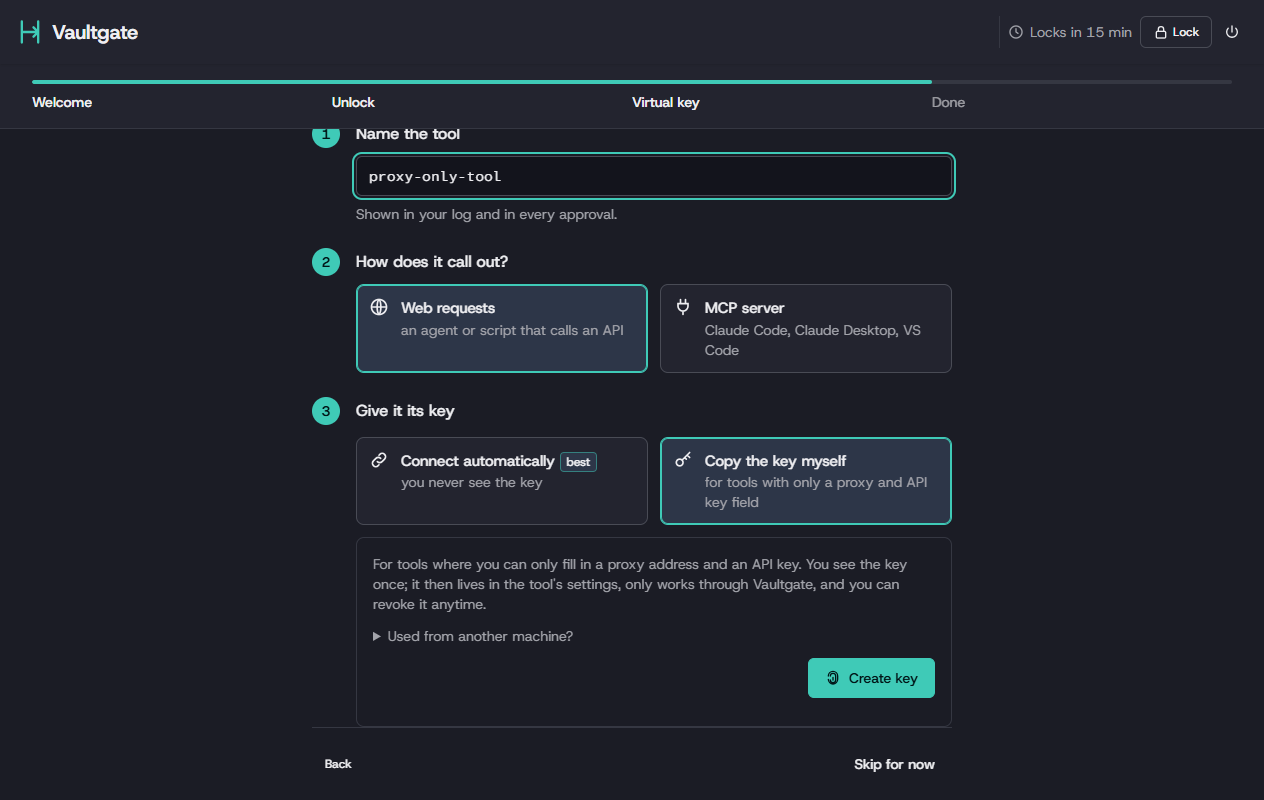 Vaultgate
Locks in 15 min
Lock
Welcome
Unlock
Virtual key
Done
1
Name the tool
proxy-only-tool
Shown in your log and in every approval.
2
How does it call out?
Web requests
an agent or script that calls an API
MCP server
Claude Code, Claude Desktop, VS
Code
3
Give it its key
Connect automatically best
you never see the key
Copy the key myself
for tools with only a proxy and API
key field
For tools where you can only fill in a proxy address and an API key. You see the key
once; it then lives in the tool's settings, only works through Vaultgate, and you can
revoke it anytime.
Used from another machine?
Create key
Back
Skip for now